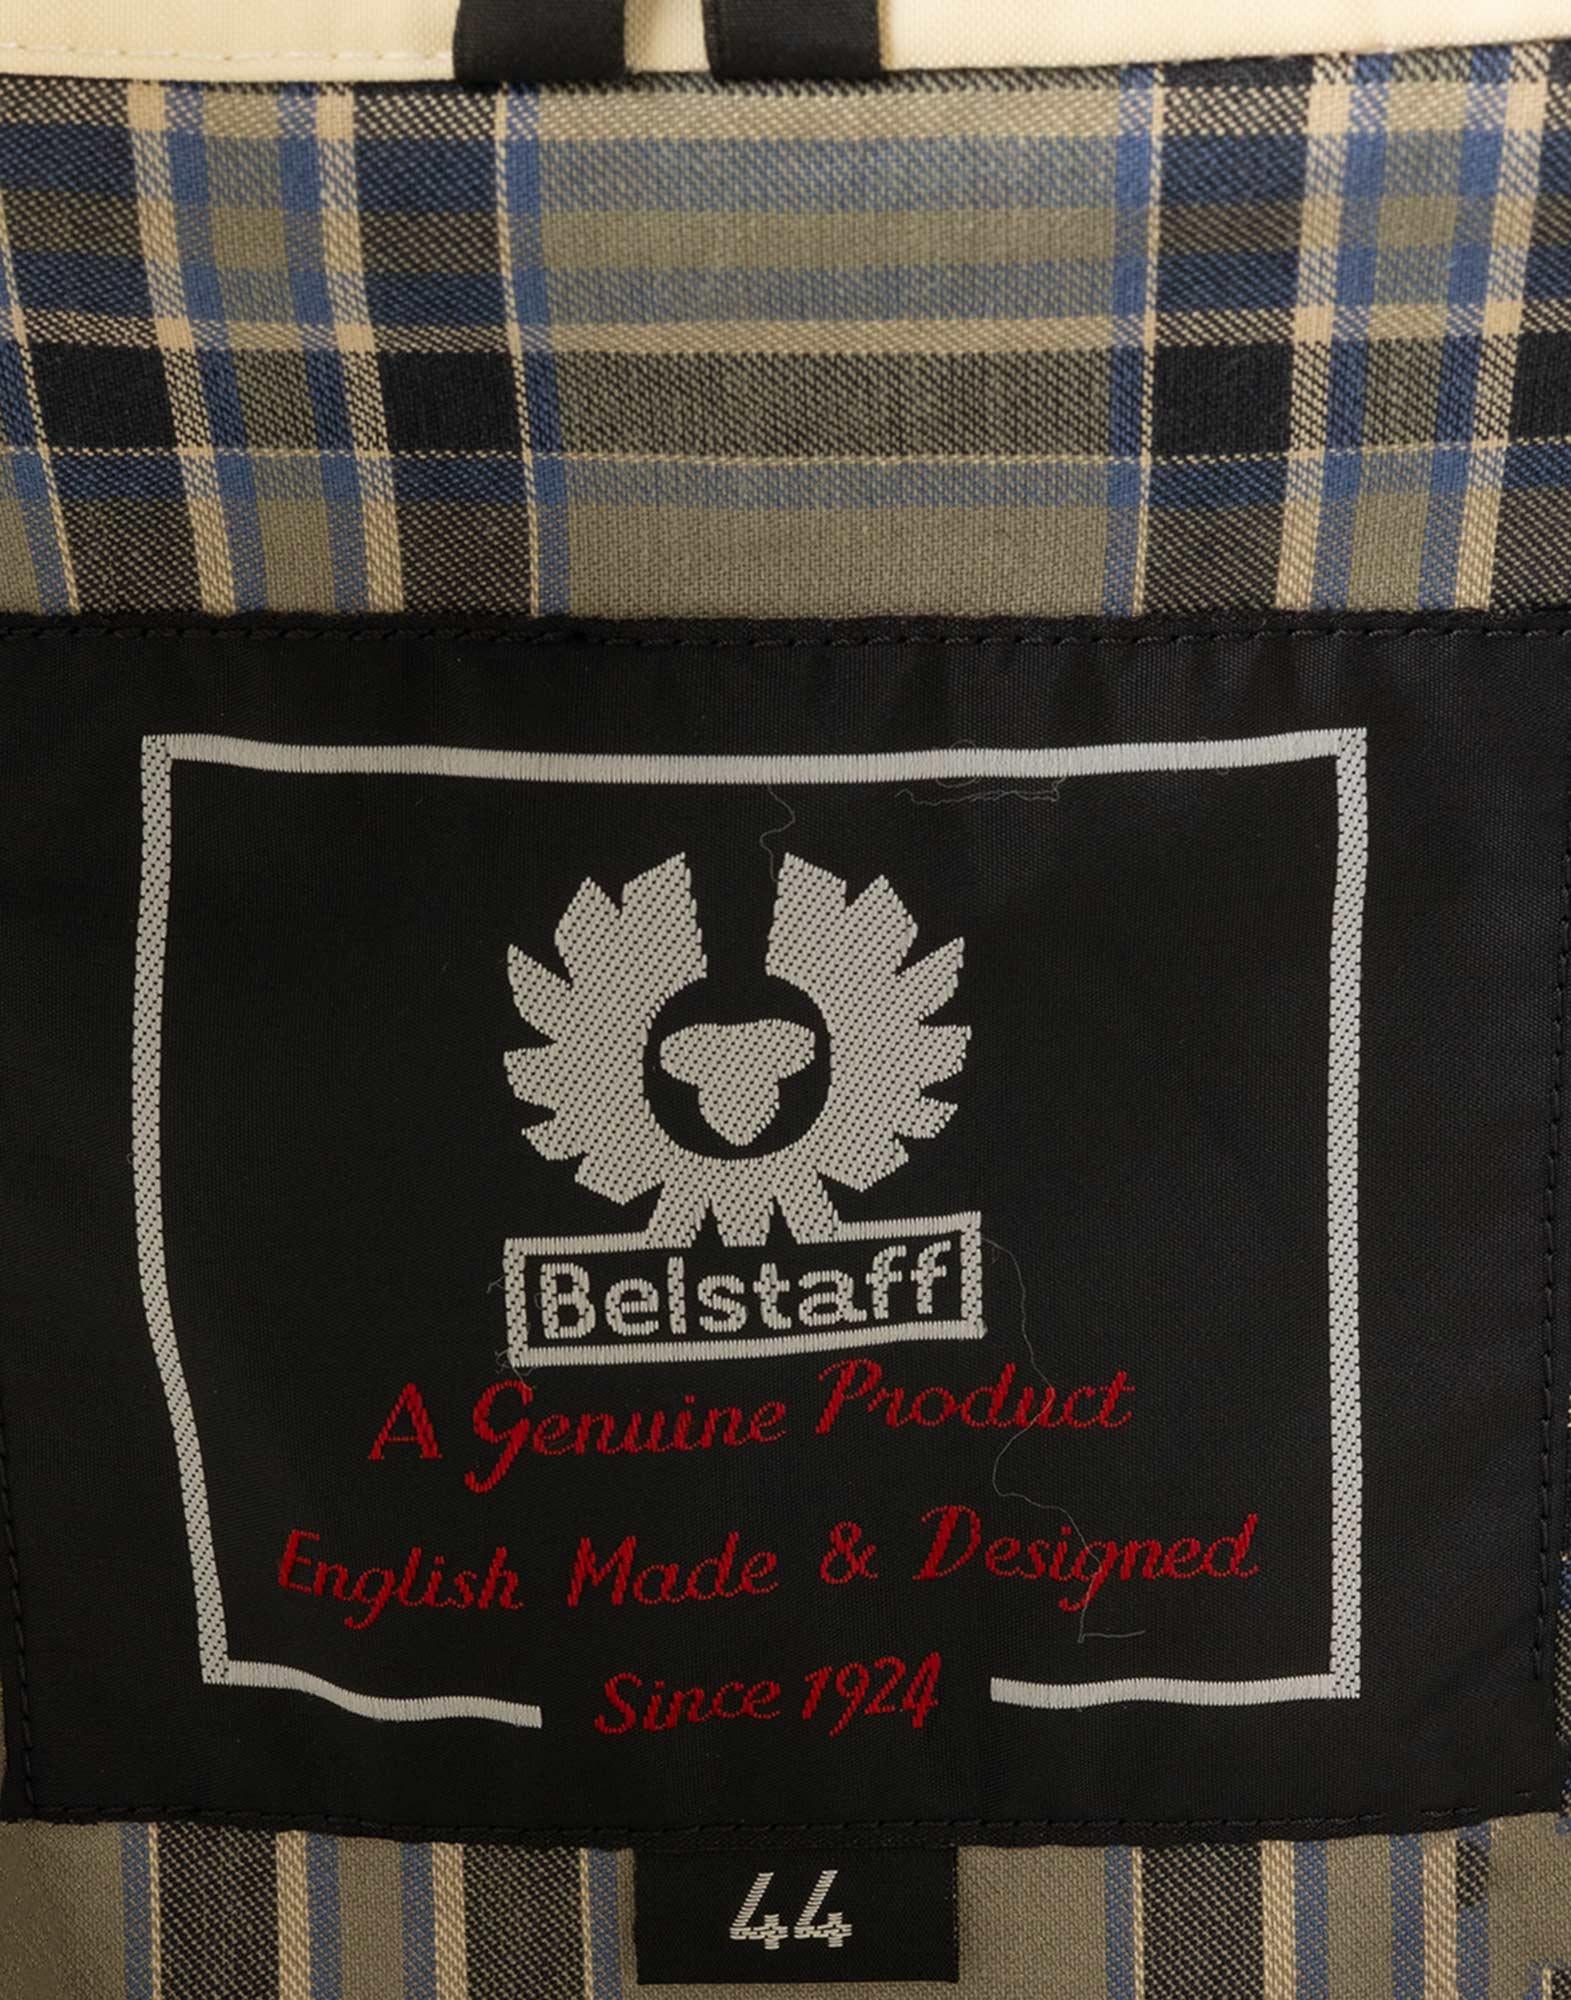 Belstaff
A Genuine Product
English Made & Designed
Since 1924
44